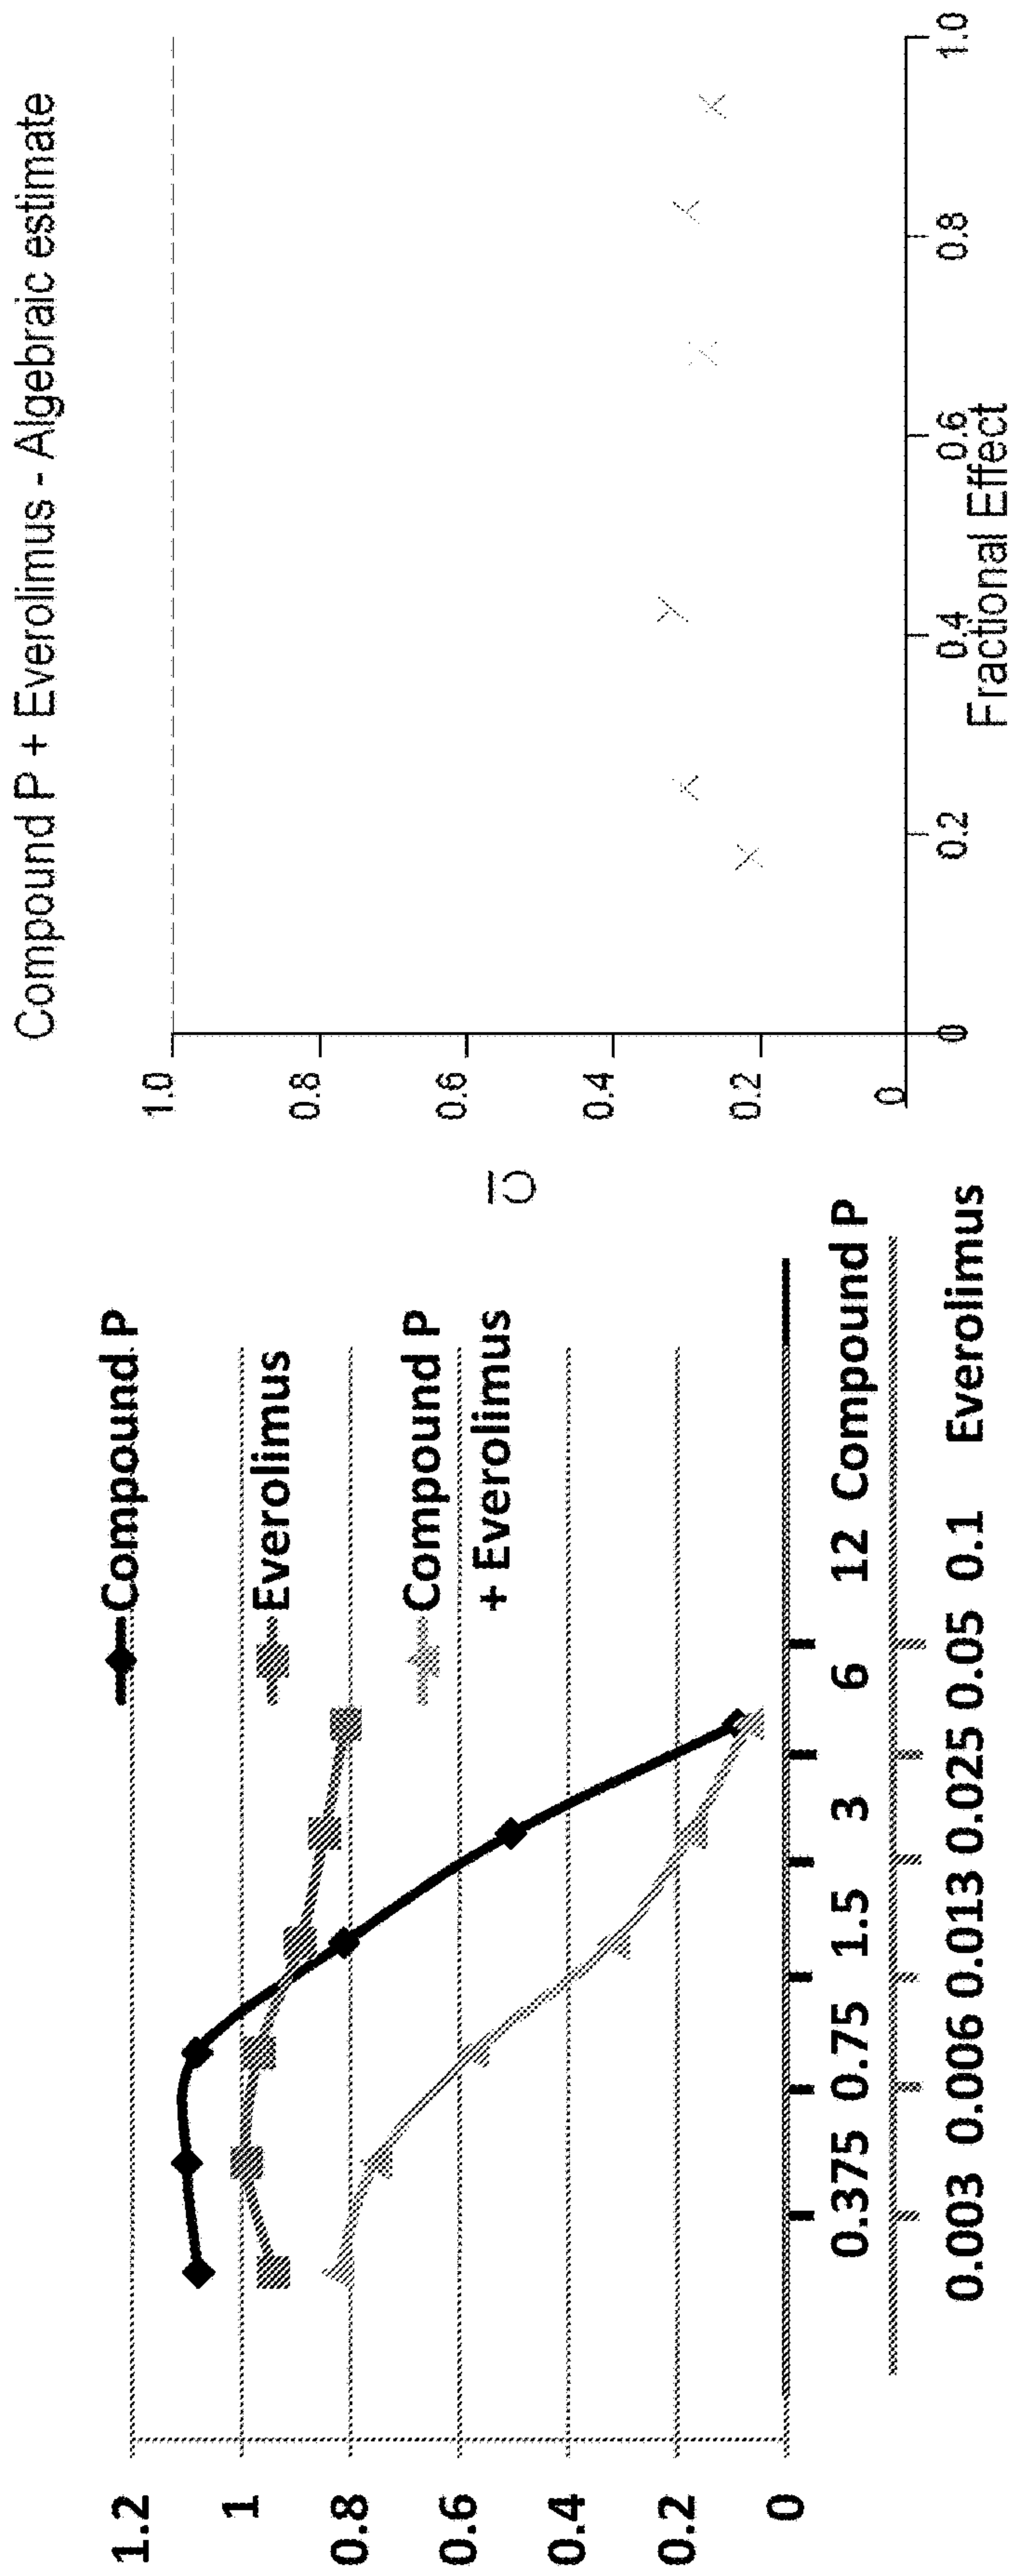 1.2
1
0.8
0.6
0.4
0.2
0
Compound P
Everolimus
Compound P
+ Everolimus
0.375 0.75 1.5 3 6 12 Compound P
0.003 0.006 0.013 0.025 0.05 0.1 Everolimus
Compound P + Everolimus - Algebraic estimate
CI
1.0
0.8
0.6
0.4
0.2
0
0 0.2 0.4 0.6 0.8 1.0
Fractional Effect